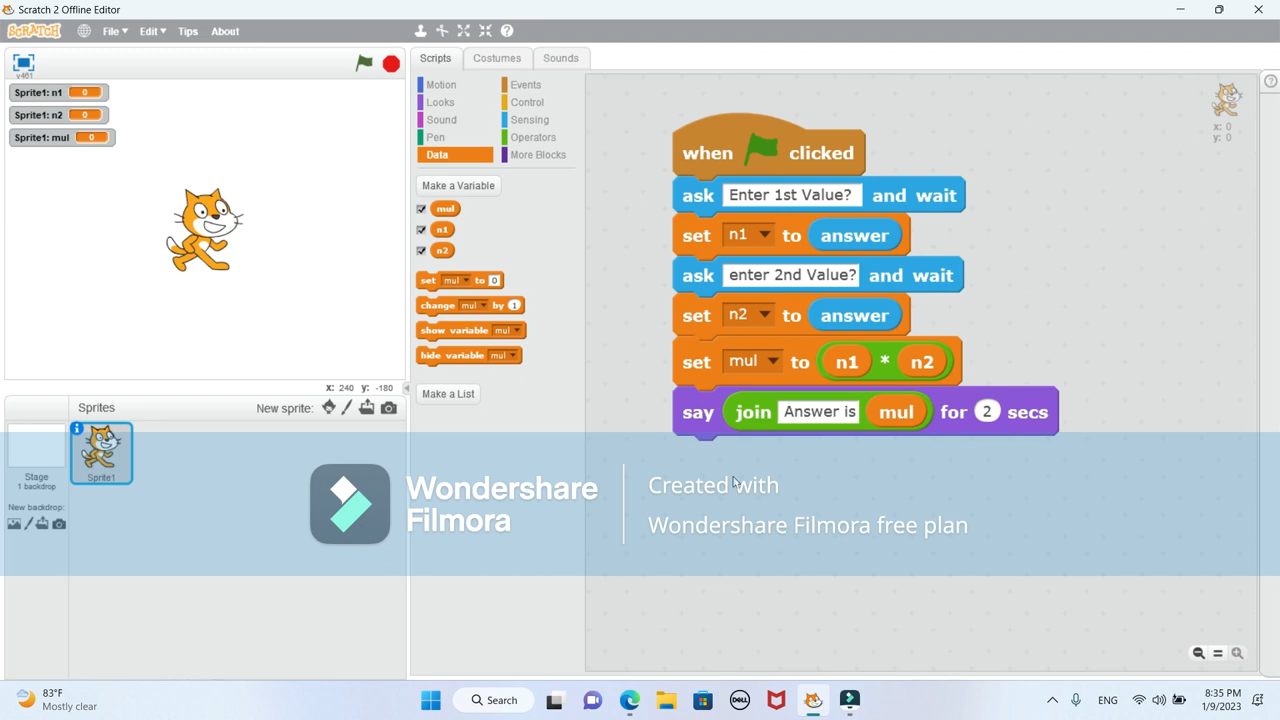 Scratch 2 Offline Editor
SCRATCH File Edit Tips About
v461
Sprite1: n1 0
Sprite1: n2 0
Sprite1: mul 0
x: 240 y: -180
Sprites New sprite:
Stage
1 backdrop
New backdrop:
Sprite1
Scripts Costumes Sounds
Motion Events
Looks Control
Sound Sensing
Pen Operators
Data More Blocks
Make a Variable
mul
n1
n2
set mul to 0
change mul by 1
show variable mul
hide variable mul
Make a List
x: 0
y: 0
when clicked
ask Enter 1st Value? and wait
set n1 to answer
ask enter 2nd Value? and wait
set n2 to answer
set mul to n1 * n2
say join Answer is mul for 2 secs
Wondershare
Filmora
Created with
Wondershare Filmora free plan
83°F
Mostly clear
Search
DELL
ENG
8:35 PM
1/9/2023